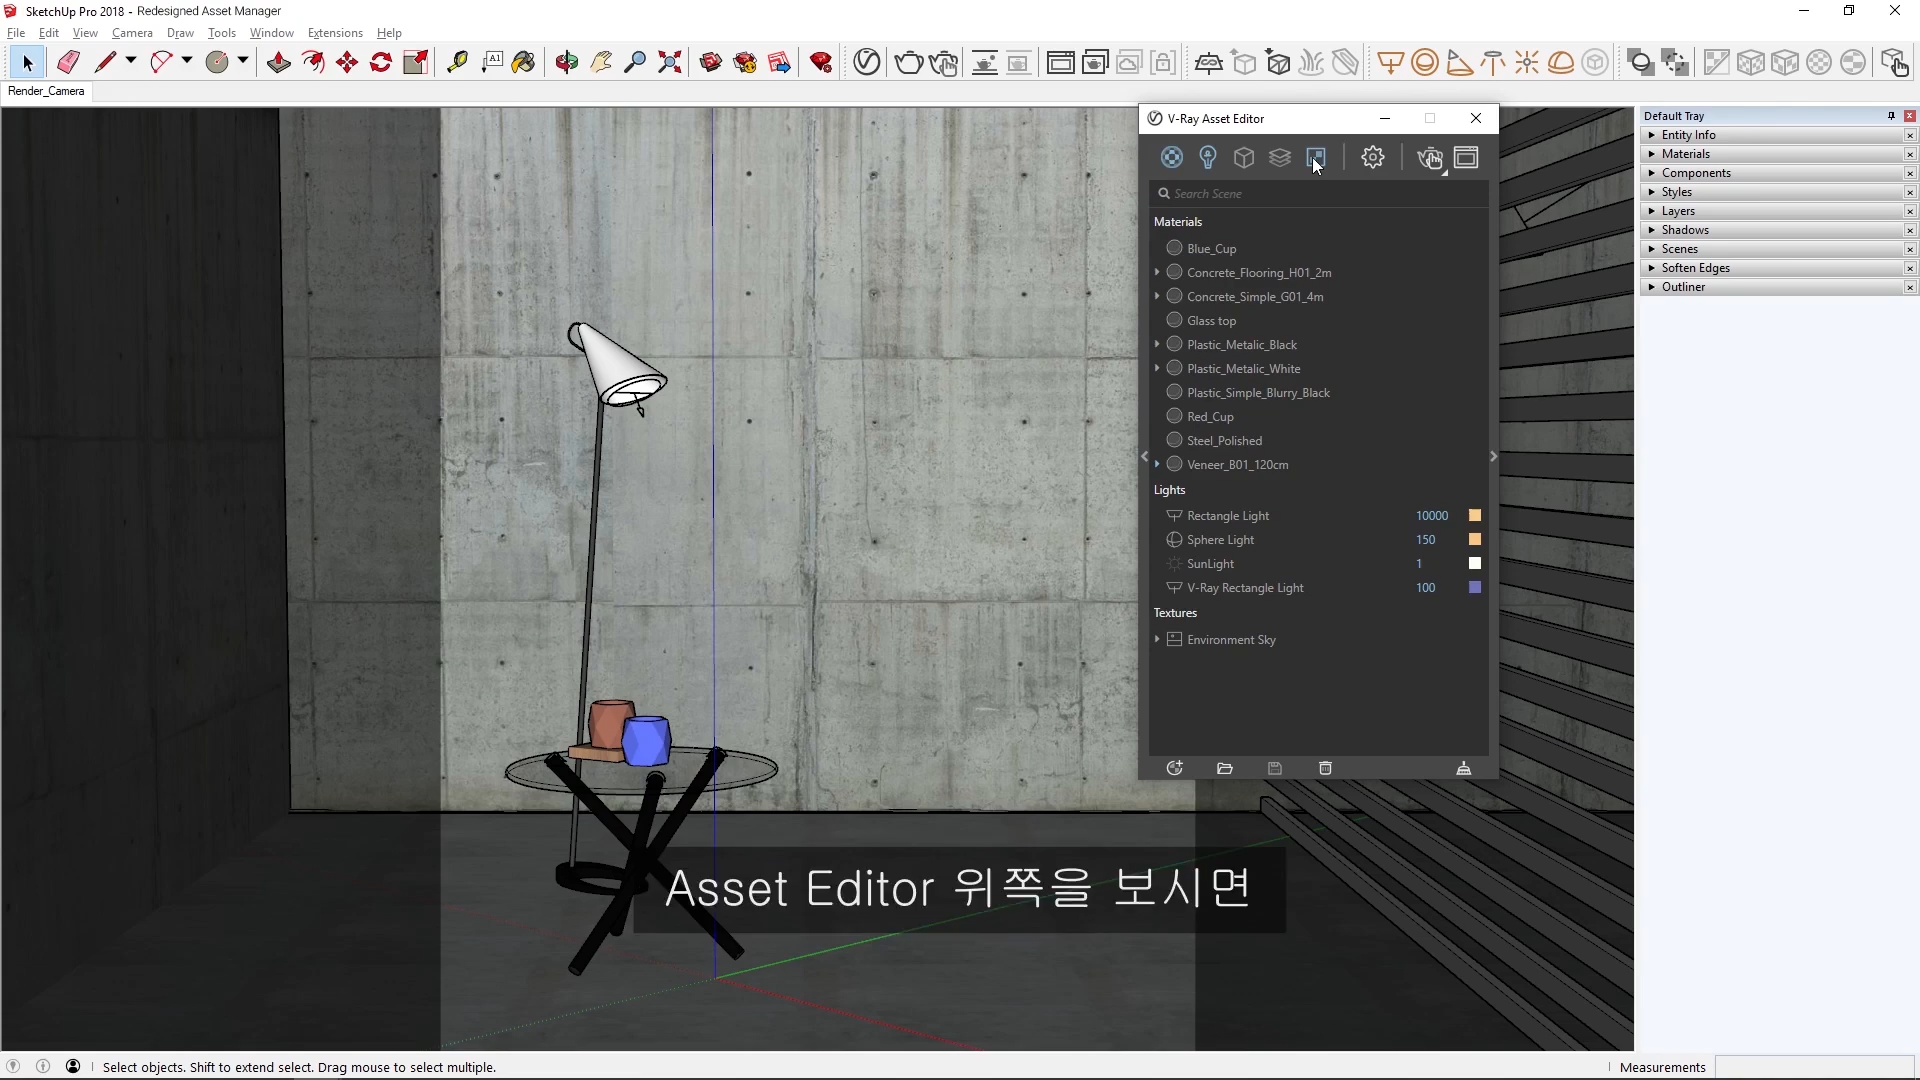 SketchUp Pro 2018 - Redesigned Asset Manager
File Edit View Camera Draw Tools Window Extensions Help
A1
Render_Camera
V-Ray Asset Editor
Search Scene
Materials
Blue_Cup
Concrete_Flooring_H01_2m
Concrete_Simple_G01_4m
Glass top
Plastic_Metalic_Black
Plastic_Metalic_White
Plastic_Simple_Blurry_Black
Red_Cup
Steel_Polished
Veneer_B01_120cm
Lights
Rectangle Light 10000
Sphere Light 150
SunLight 1
V-Ray Rectangle Light 100
Textures
Environment Sky
Default Tray
Entity Info
Materials
Components
Styles
Layers
Shadows
Scenes
Soften Edges
Outliner
Asset Editor 위쪽을 보시면
Select objects. Shift to extend select. Drag mouse to select multiple.
Measurements